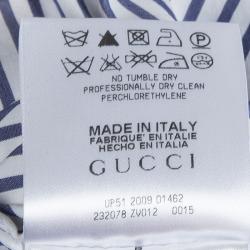 NO TUMBLE DRY
PROFESSIONALLY DRY CLEAN
PERCHLORETHYLENE
MADE IN ITALY
FABRIQUE' EN ITALIE
HECHO EN ITALIA
GUCCI
UP51 2009 01462
232078 ZV012 0015